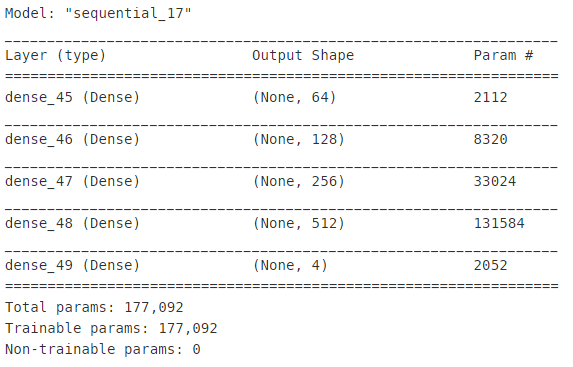 Model: "sequential_17"
_________________________________________________________________
Layer (type)                 Output Shape              Param #
=================================================================
dense_45 (Dense)             (None, 64)                2112
_________________________________________________________________
dense_46 (Dense)             (None, 128)               8320
_________________________________________________________________
dense_47 (Dense)             (None, 256)               33024
_________________________________________________________________
dense_48 (Dense)             (None, 512)               131584
_________________________________________________________________
dense_49 (Dense)             (None, 4)                 2052
=================================================================
Total params: 177,092
Trainable params: 177,092
Non-trainable params: 0